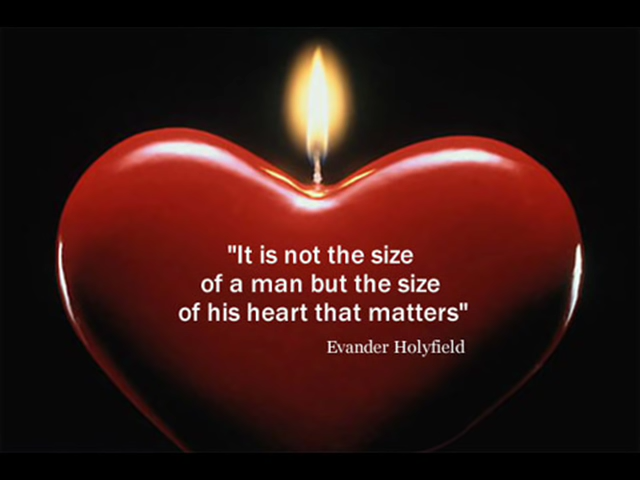 "It is not the size
of a man but the size
of his heart that matters"
Evander Holyfield